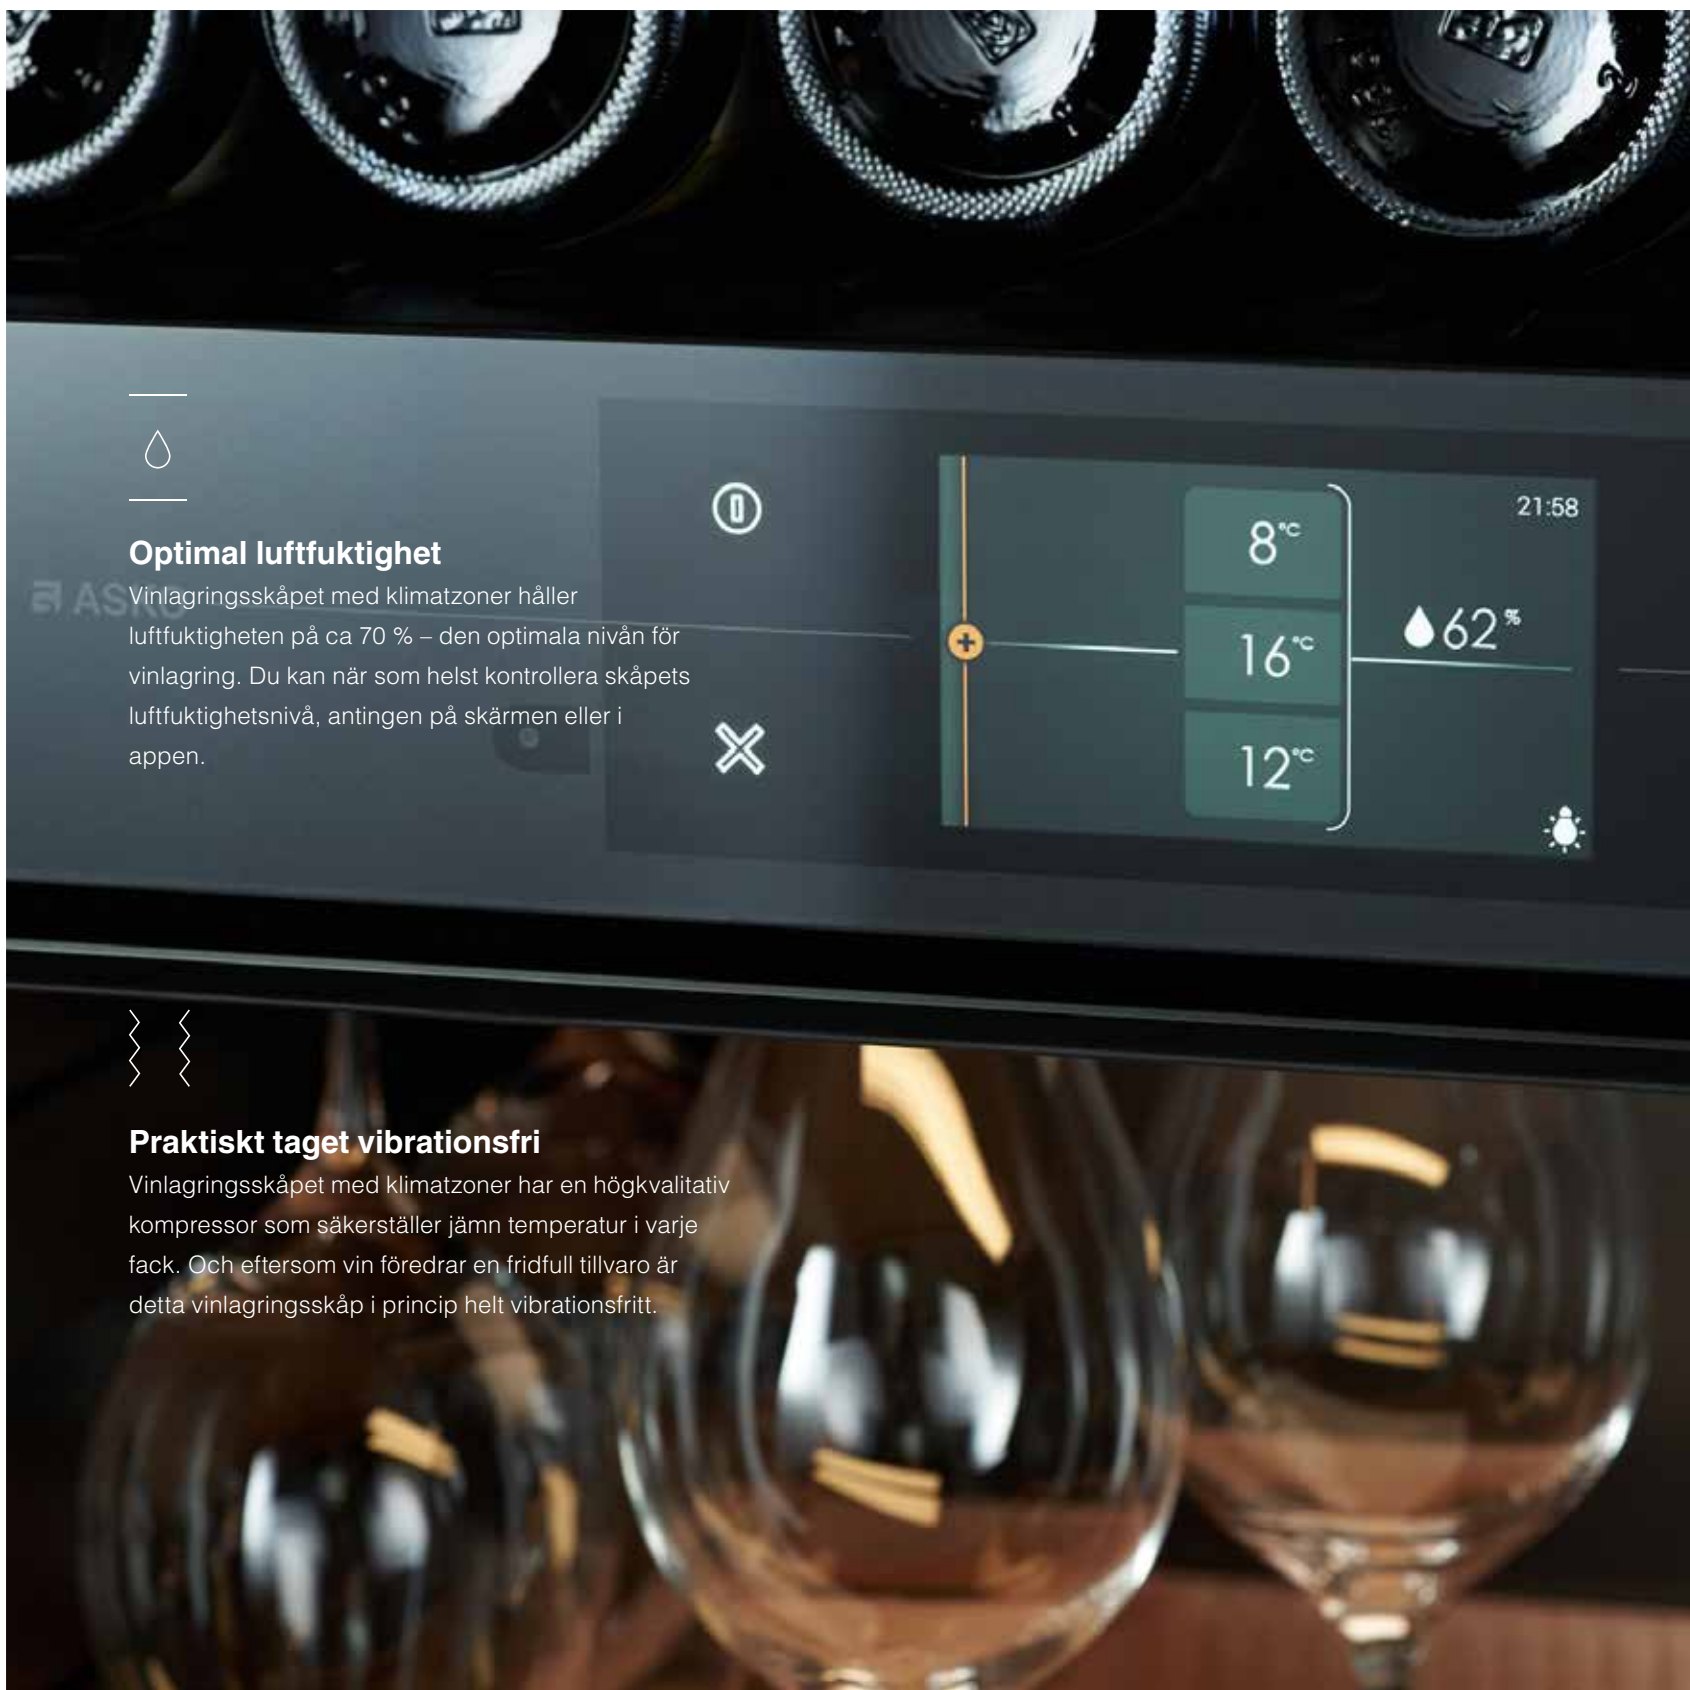 Optimal luftfuktighet
ASKO
Vinlagringsskåpet med klimatzoner håller
luftfuktigheten på ca 70 % – den optimala nivån för
vinlagring. Du kan när som helst kontrollera skåpets
luftfuktighetsnivå, antingen på skärmen eller i
appen.
21:58
8°C
16°C
12°C
62%
Praktiskt taget vibrationsfri
Vinlagringsskåpet med klimatzoner har en högkvalitativ
kompressor som säkerställer jämn temperatur i varje
fack. Och eftersom vin föredrar en fridfull tillvaro är
detta vinlagringsskåp i princip helt vibrationsfritt.